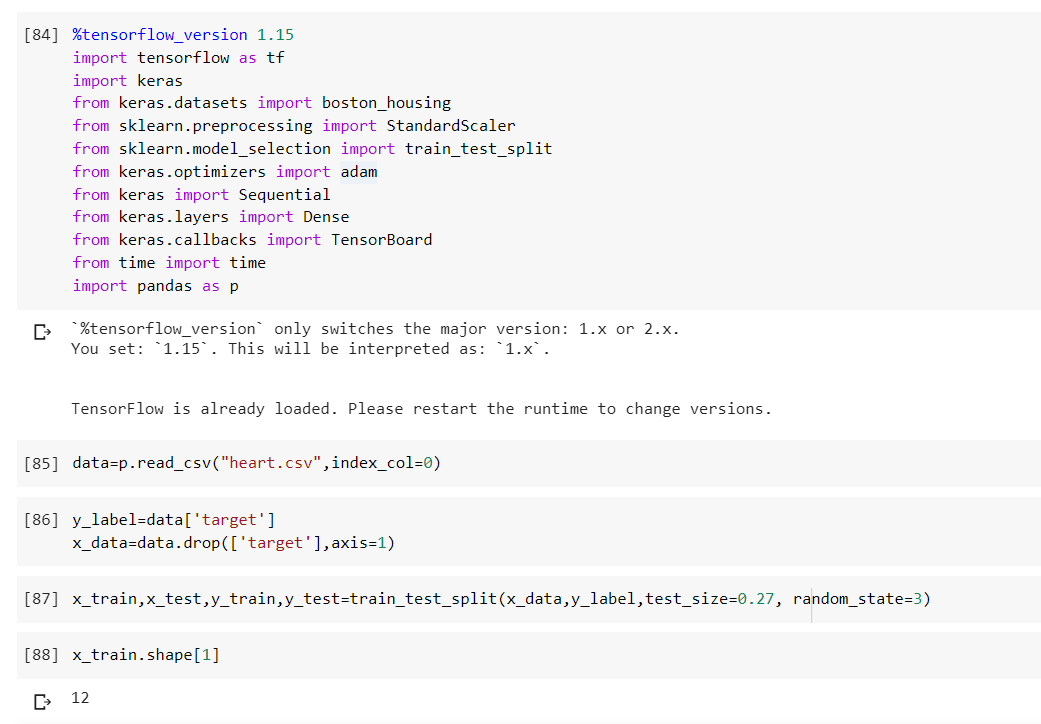 [84] %tensorflow_version 1.15
import tensorflow as tf
import keras
from keras.datasets import boston_housing
from sklearn.preprocessing import StandardScaler
from sklearn.model_selection import train_test_split
from keras.optimizers import adam
from keras import Sequential
from keras.layers import Dense
from keras.callbacks import TensorBoard
from time import time
import pandas as p
`%tensorflow_version` only switches the major version: 1.x or 2.x.
You set: `1.15`. This will be interpreted as: `1.x`.
TensorFlow is already loaded. Please restart the runtime to change versions.
[85] data=p.read_csv("heart.csv",index_col=0)
[86] y_label=data['target']
x_data=data.drop(['target'],axis=1)
[87] x_train,x_test,y_train,y_test=train_test_split(x_data,y_label,test_size=0.27, random_state=3)
[88] x_train.shape[1]
12